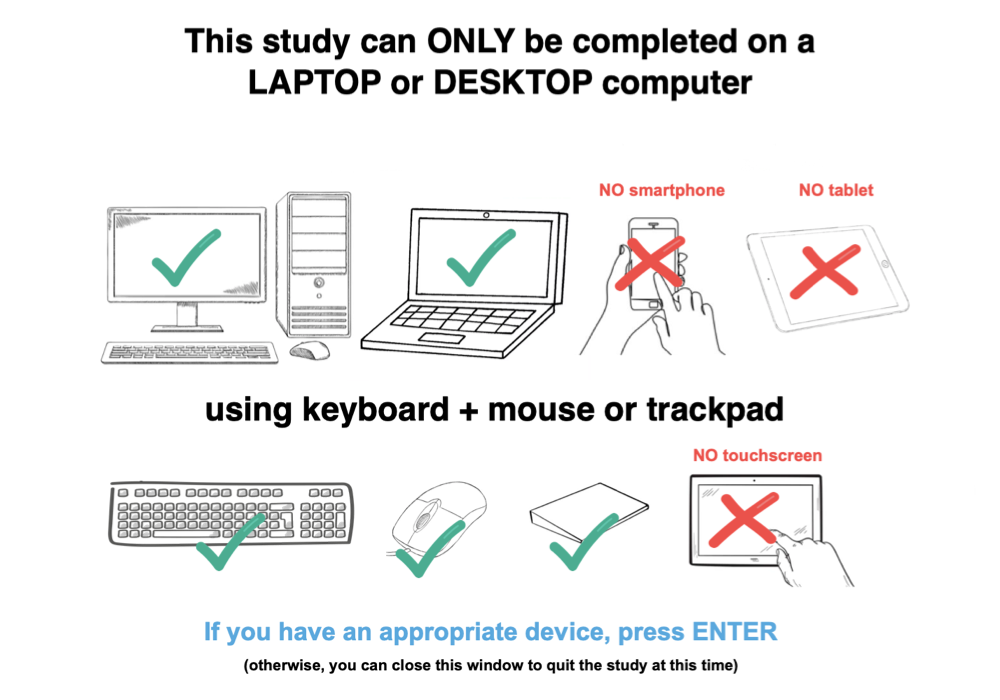 This study can ONLY be completed on a
LAPTOP or DESKTOP computer
NO smartphone
NO tablet
using keyboard + mouse or trackpad
NO touchscreen
If you have an appropriate device, press ENTER
(otherwise, you can close this window to quit the study at this time)